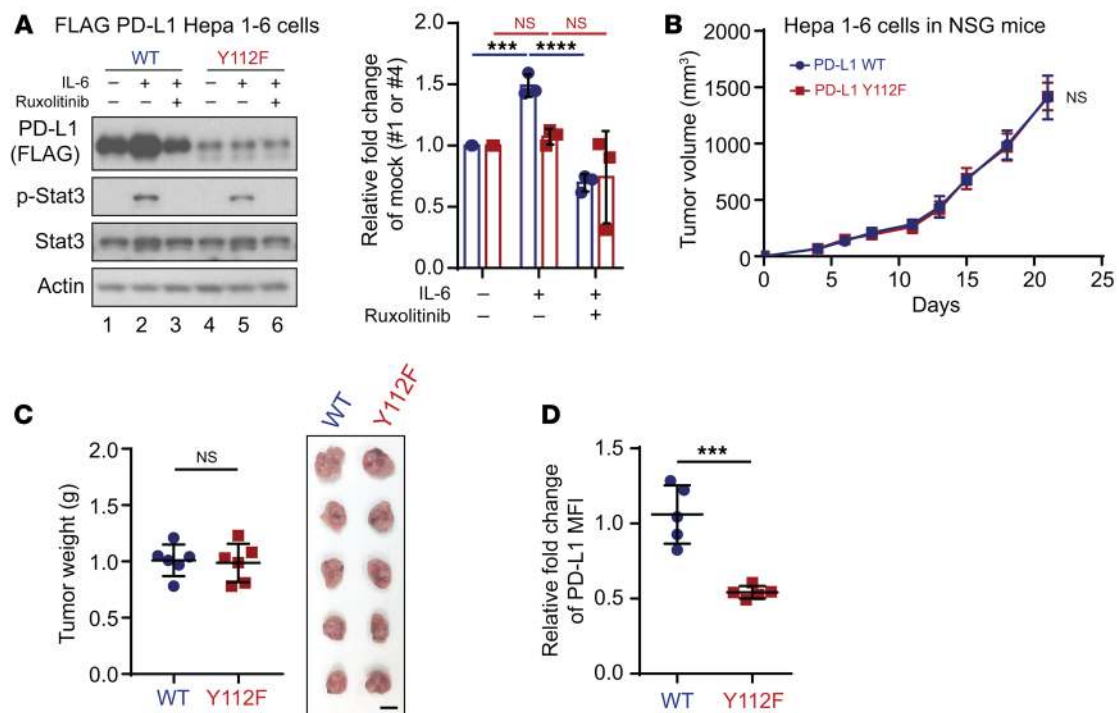 A FLAG PD-L1 Hepa 1-6 cells
WT Y112F
IL-6 – + + – + +
Ruxolitinib – – + – – +
PD-L1
(FLAG)
p-Stat3
Stat3
Actin
1 2 3 4 5 6
NS NS
*** ****
Relative fold change
of mock (#1 or #4)
2.0
1.5
1.0
0.5
0.0
IL-6 – + +
Ruxolitinib – – +
B Hepa 1-6 cells in NSG mice
Tumor volume (mm3)
2000
1500
1000
500
0
PD-L1 WT
PD-L1 Y112F
NS
0 5 10 15 20 25
Days
C
Tumor weight (g)
2.0
1.5
1.0
0.5
0.0
NS
WT Y112F
WT Y112F
D
Relative fold change
of PD-L1 MFI
1.5
1.0
0.5
0.0
***
WT Y112F